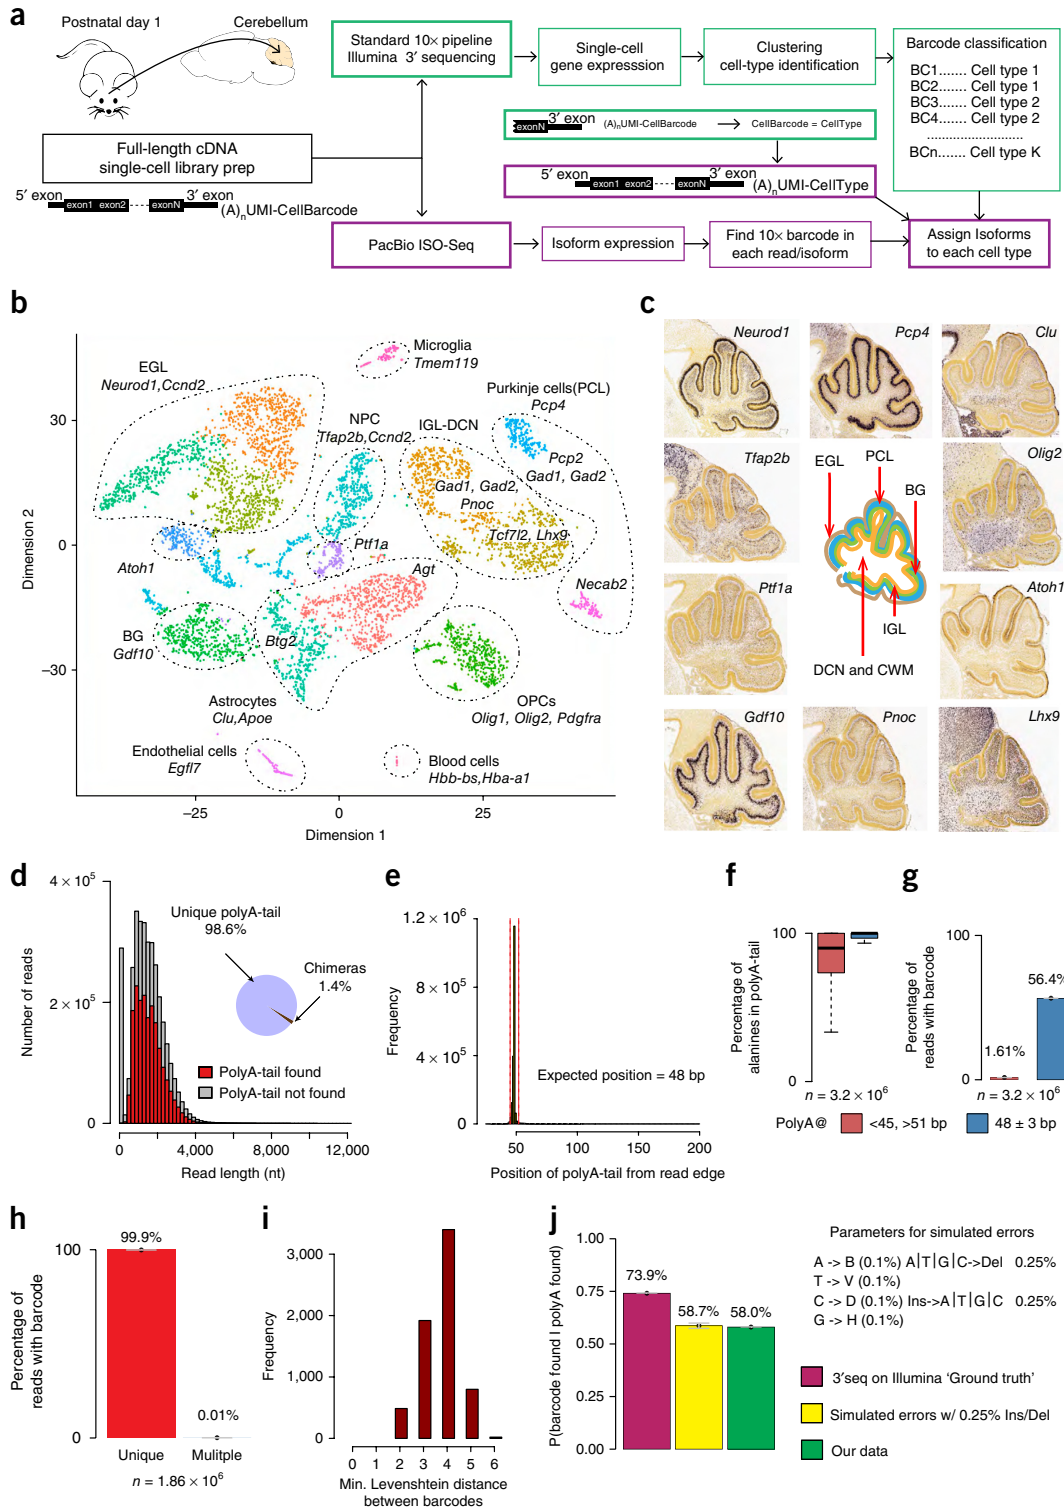 a
Postnatal day 1
Cerebellum
Full-length cDNA
single-cell library prep
5′ exon
3′ exon
exon1 exon2
exonN
(A)nUMI-CellBarcode
Standard 10× pipeline
Illumina 3′ sequencing
Single-cell
gene expresssion
Clustering
cell-type identification
Barcode classification
BC1....... Cell type 1
BC2....... Cell type 1
BC3....... Cell type 2
BC4....... Cell type 2
........................
BCn....... Cell type K
3′ exon
exonN
(A)nUMI-CellBarcode
CellBarcode = CellType
5′ exon
3′ exon
exon1 exon2
exonN
(A)nUMI-CellType
PacBio ISO-Seq
Isoform expression
Find 10× barcode in
each read/isoform
Assign Isoforms
to each cell type
b
Dimension 2
30
0
−30
−25
0
25
Dimension 1
EGL
Neurod1,Ccnd2
Microglia
Tmem119
NPC
Tfap2b,Ccnd2
IGL-DCN
Purkinje cells(PCL)
Pcp4
Pcp2
Gad1, Gad2
Gad1, Gad2,
Pnoc
Tcf7l2, Lhx9
Ptf1a
Atoh1
Agt
Necab2
BG
Gdf10
Btg2
Astrocytes
Clu,Apoe
OPCs
Olig1, Olig2, Pdgfra
Endothelial cells
Egfl7
Blood cells
Hbb-bs,Hba-a1
c
Neurod1
Pcp4
Clu
Tfap2b
EGL
PCL
BG
Olig2
Ptf1a
IGL
DCN and CWM
Atoh1
Gdf10
Pnoc
Lhx9
d
Number of reads
4 × 10⁵
2 × 10⁵
0
Unique polyA-tail
98.6%
Chimeras
1.4%
PolyA-tail found
PolyA-tail not found
0
4,000
8,000
12,000
Read length (nt)
e
Frequency
1.2 × 10⁶
8 × 10⁵
4 × 10⁵
0
Expected position = 48 bp
50
100
150
200
Position of polyA-tail from read edge
f
Percentage of
alanines in polyA-tail
100
0
n = 3.2 × 10⁶
g
Percentage of
reads with barcode
100
0
1.61%
56.4%
n = 3.2 × 10⁶
PolyA@
<45, >51 bp
48 ± 3 bp
h
Percentage of
reads with barcode
100
0
99.9%
0.01%
Unique
Mulitple
n = 1.86 × 10⁶
i
Frequency
3,000
2,000
1,000
0
0
1
2
3
4
5
6
Min. Levenshtein distance
between barcodes
j
P(barcode found I polyA found)
1.00
0.75
0.50
0.25
0.00
73.9%
58.7%
58.0%
Parameters for simulated errors
A -> B (0.1%) A|T|G|C->Del 0.25%
T -> V (0.1%)
C -> D (0.1%) Ins->A|T|G|C 0.25%
G -> H (0.1%)
3′seq on Illumina ‘Ground truth’
Simulated errors w/ 0.25% Ins/Del
Our data